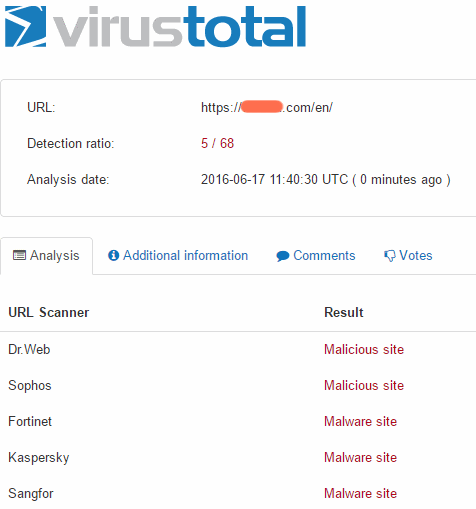 virustotal
URL: https:// .com/en/
Detection ratio: 5 / 68
Analysis date: 2016-06-17 11:40:30 UTC ( 0 minutes ago )
Analysis Additional information Comments Votes
URL Scanner Result
Dr.Web Malicious site
Sophos Malicious site
Fortinet Malware site
Kaspersky Malware site
Sangfor Malware site